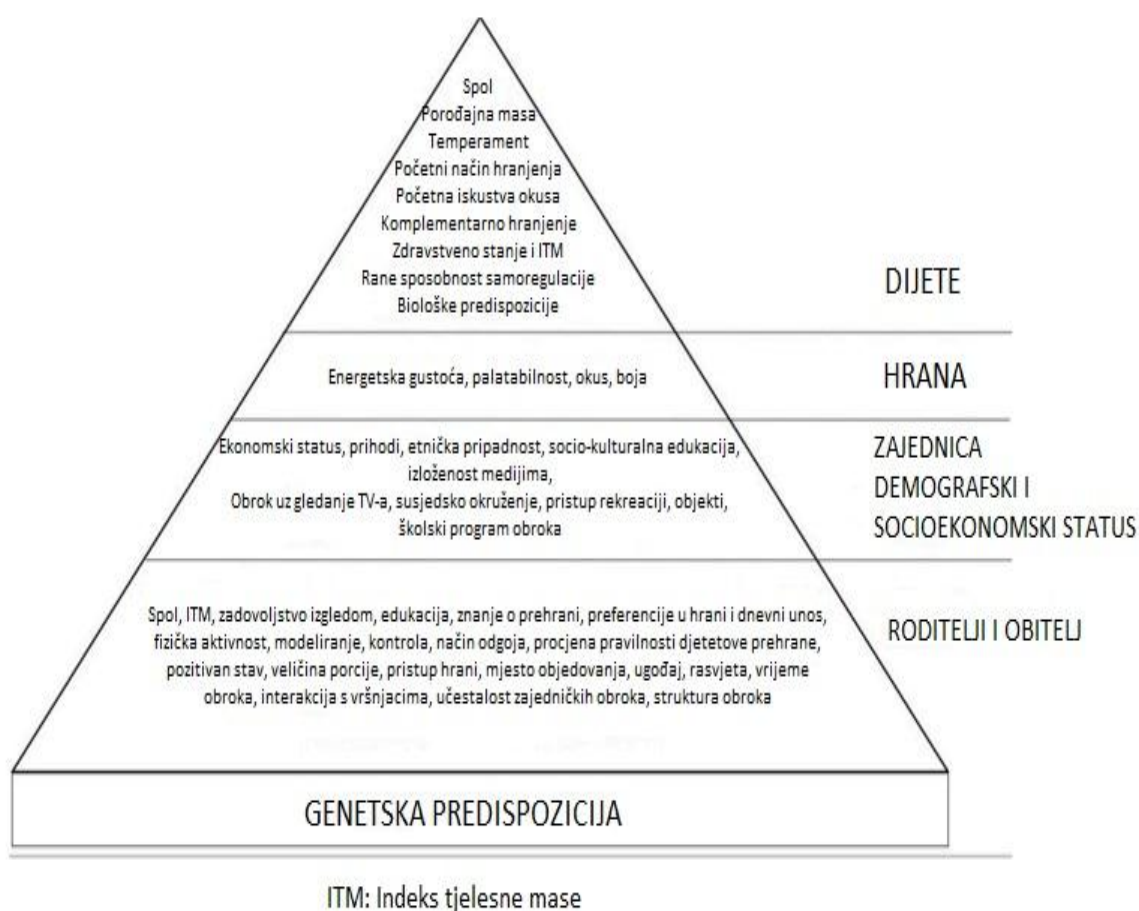 Spol
Porođajna masa
Temperament
Početni način hranjenja
Početna iskustva okusa
Komplementarno hranjenje
Zdravstveno stanje i ITM
Rane sposobnost samoregulacije
Biološke predispozicije
DIJETE
Energetska gustoća, palatabilnost, okus, boja
HRANA
Ekonomski status, prihodi, etnička pripadnost, socio-kulturalna edukacija,
izloženost medijima,
Obrok uz gledanje TV-a, susjedsko okruženje, pristup rekreaciji, objekti,
školski program obroka
ZAJEDNICA
DEMOGRAFSKI I
SOCIOEKONOMSKI STATUS
Spol, ITM, zadovoljstvo izgledom, edukacija, znanje o prehrani, preferencije u hrani i dnevni unos,
fizička aktivnost, modeliranje, kontrola, način odgoja, procjena pravilnosti djetetove prehrane,
pozitivan stav, veličina porcije, pristup hrani, mjesto objedovanja, ugođaj, rasvjeta, vrijeme
obroka, interakcija s vršnjacima, učestalost zajedničkih obroka, struktura obroka
RODITELJI I OBITELJ
GENETSKA PREDISPOZICIJA
ITM: Indeks tjelesne mase